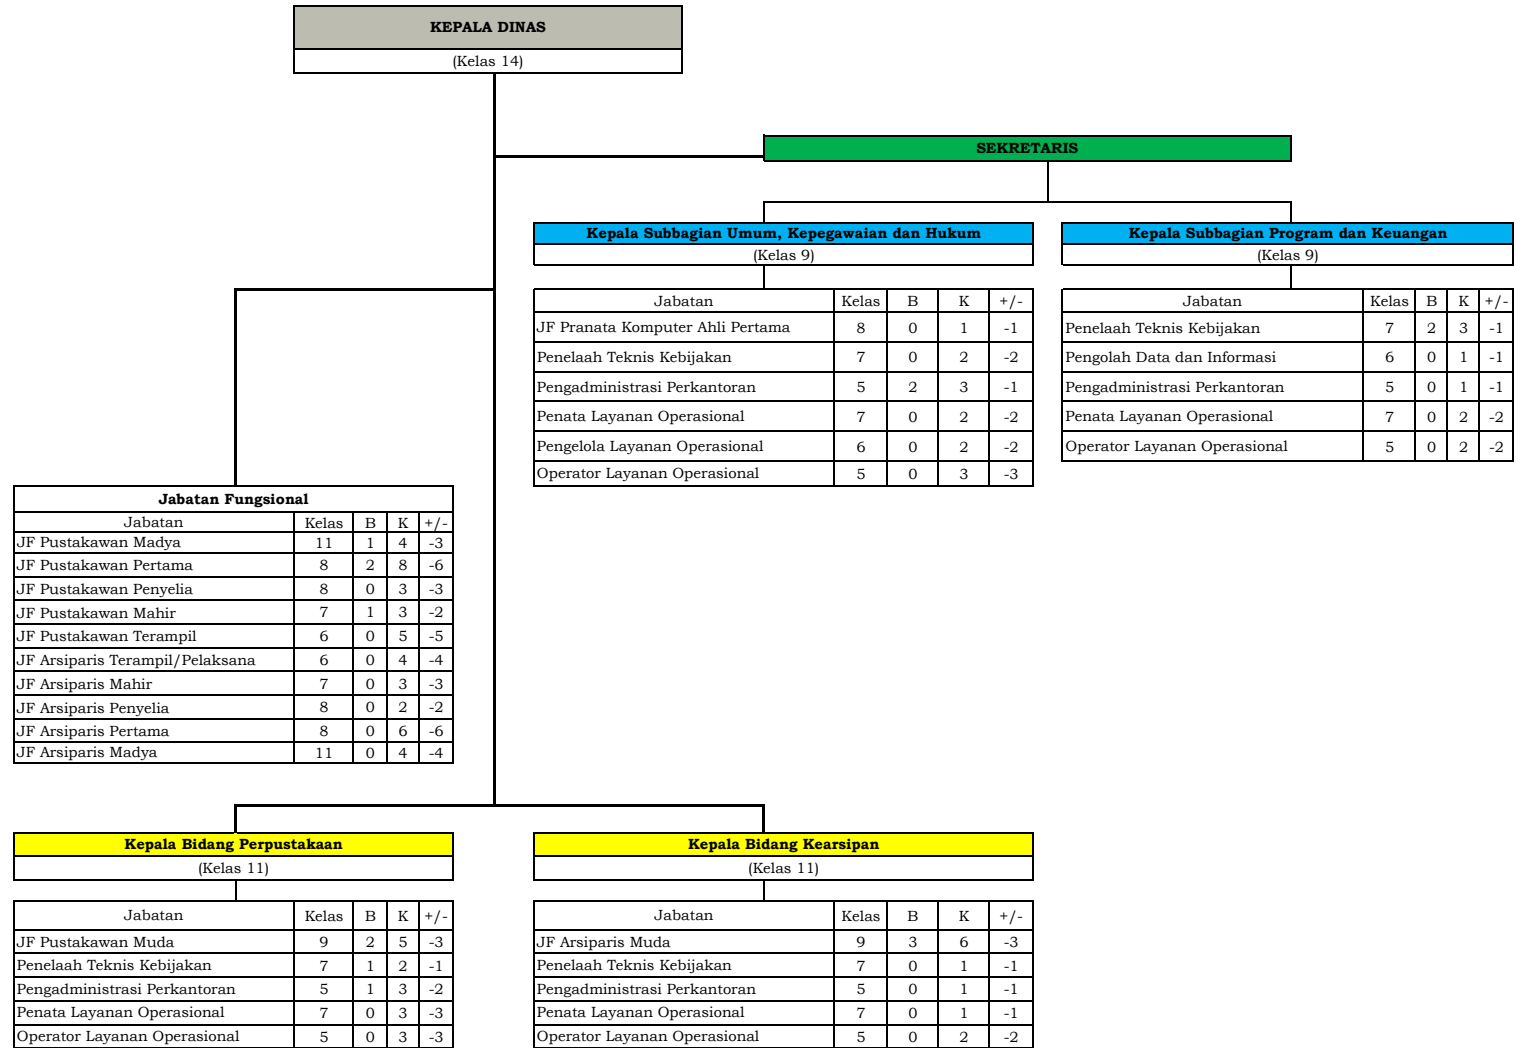 KEPALA DINAS
(Kelas 14)
SEKRETARIS
Kepala Subbagian Umum, Kepegawaian dan Hukum
(Kelas 9)
Jabatan Kelas B K +/-
JF Pranata Komputer Ahli Pertama 8 0 1 -1
Penelaah Teknis Kebijakan 7 0 2 -2
Pengadministrasi Perkantoran 5 2 3 -1
Penata Layanan Operasional 7 0 2 -2
Pengelola Layanan Operasional 6 0 2 -2
Operator Layanan Operasional 5 0 3 -3
Kepala Subbagian Program dan Keuangan
(Kelas 9)
Jabatan Kelas B K +/-
Penelaah Teknis Kebijakan 7 2 3 -1
Pengolah Data dan Informasi 6 0 1 -1
Pengadministrasi Perkantoran 5 0 1 -1
Penata Layanan Operasional 7 0 2 -2
Operator Layanan Operasional 5 0 2 -2
Jabatan Fungsional
Jabatan Kelas B K +/-
JF Pustakawan Madya 11 1 4 -3
JF Pustakawan Pertama 8 2 8 -6
JF Pustakawan Penyelia 8 0 3 -3
JF Pustakawan Mahir 7 1 3 -2
JF Pustakawan Terampil 6 0 5 -5
JF Arsiparis Terampil/Pelaksana 6 0 4 -4
JF Arsiparis Mahir 7 0 3 -3
JF Arsiparis Penyelia 8 0 2 -2
JF Arsiparis Pertama 8 0 6 -6
JF Arsiparis Madya 11 0 4 -4
Kepala Bidang Perpustakaan
(Kelas 11)
Jabatan Kelas B K +/-
JF Pustakawan Muda 9 2 5 -3
Penelaah Teknis Kebijakan 7 1 2 -1
Pengadministrasi Perkantoran 5 1 3 -2
Penata Layanan Operasional 7 0 3 -3
Operator Layanan Operasional 5 0 3 -3
Kepala Bidang Kearsipan
(Kelas 11)
Jabatan Kelas B K +/-
JF Arsiparis Muda 9 3 6 -3
Penelaah Teknis Kebijakan 7 0 1 -1
Pengadministrasi Perkantoran 5 0 1 -1
Penata Layanan Operasional 7 0 1 -1
Operator Layanan Operasional 5 0 2 -2